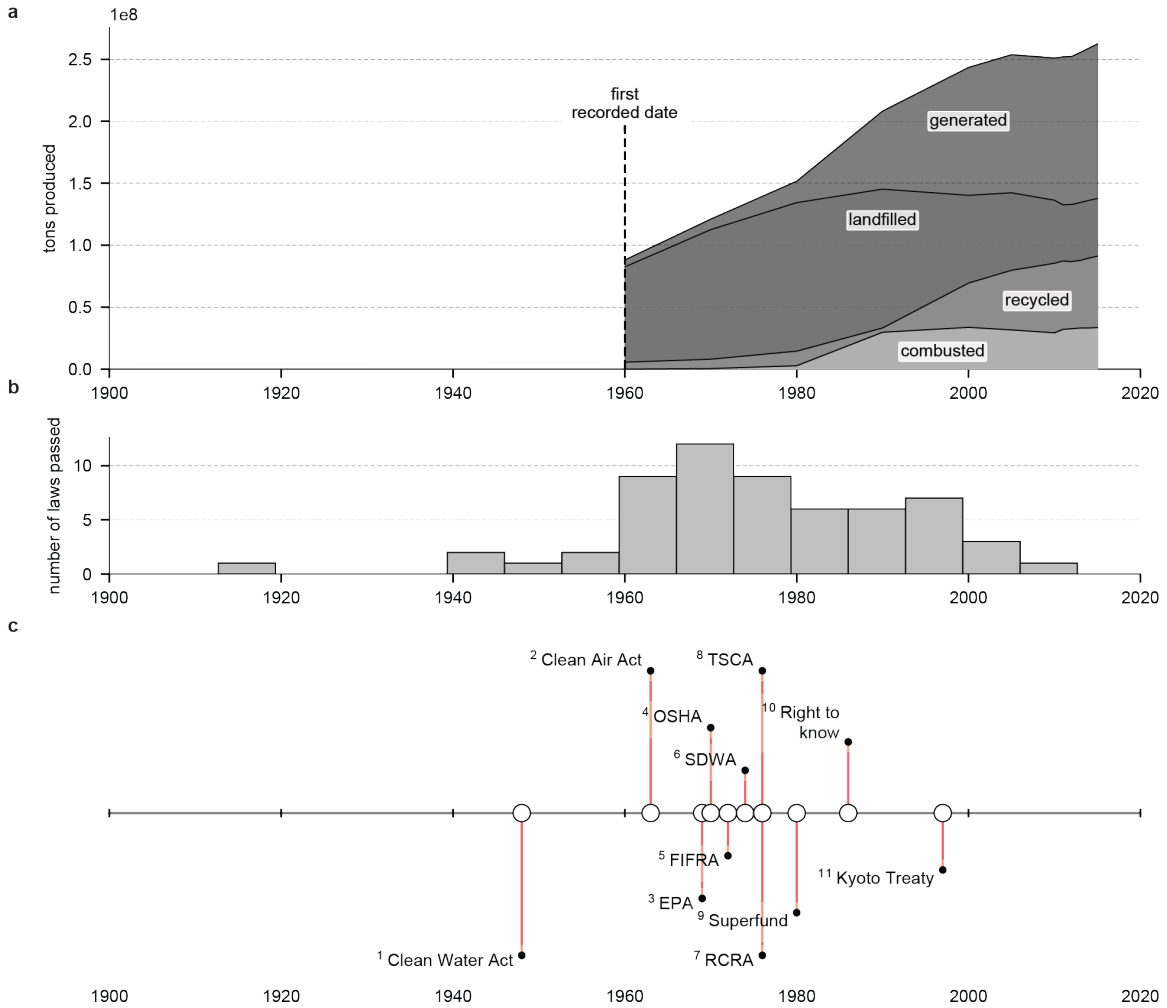 a
1e8
tons produced
2.5
2.0
1.5
1.0
0.5
0.0
first
recorded date
generated
landfilled
recycled
combusted
1900 1920 1940 1960 1980 2000 2020
b
number of laws passed
10
5
0
1900 1920 1940 1960 1980 2000 2020
c
2 Clean Air Act
8 TSCA
4 OSHA
10 Right to
know
6 SDWA
5 FIFRA
11 Kyoto Treaty
3 EPA
9 Superfund
1 Clean Water Act
7 RCRA
1900 1920 1940 1960 1980 2000 2020